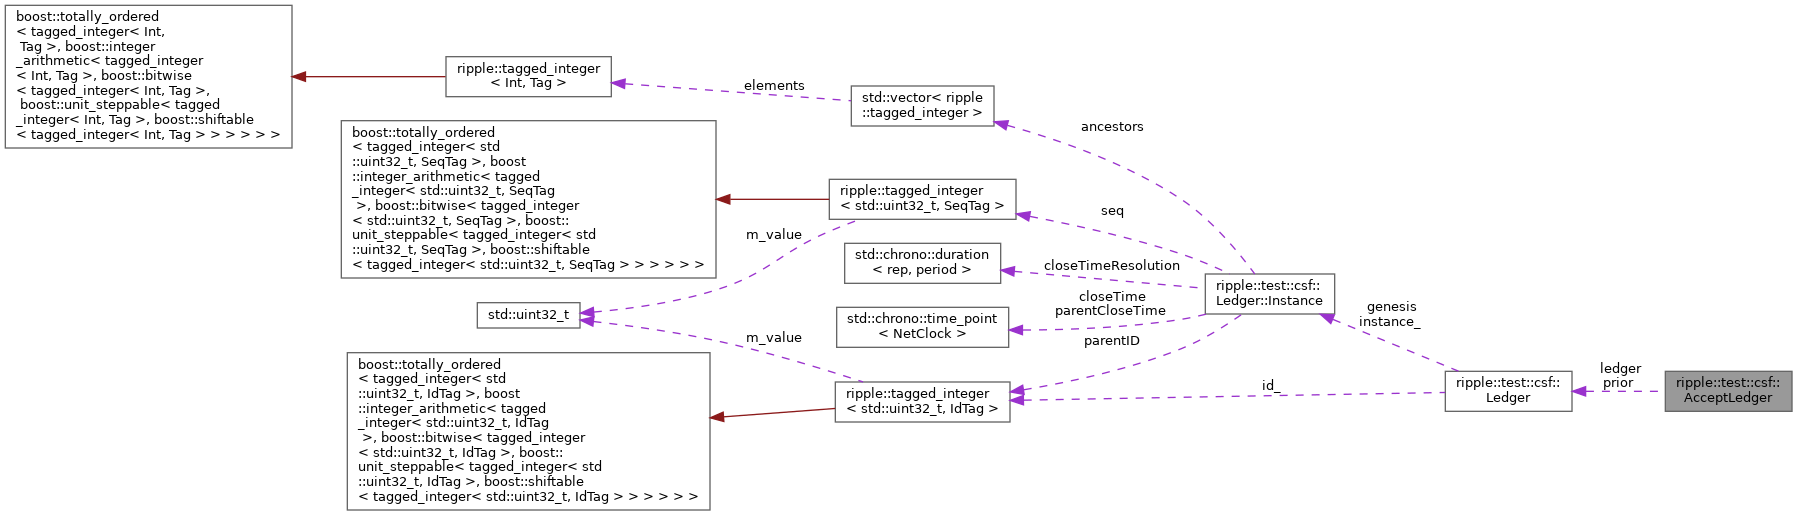 boost::totally_ordered
< tagged_integer< Int,
Tag >, boost::integer
_arithmetic< tagged_integer
< Int, Tag >, boost::bitwise
< tagged_integer< Int, Tag >,
boost::unit_steppable< tagged
_integer< Int, Tag >, boost::shiftable
< tagged_integer< Int, Tag > > > > > >
ripple::tagged_integer
< Int, Tag >
elements
std::vector< ripple
::tagged_integer >
ancestors
boost::totally_ordered
< tagged_integer< std
::uint32_t, SeqTag >, boost
::integer_arithmetic< tagged
_integer< std::uint32_t, SeqTag
>, boost::bitwise< tagged_integer
< std::uint32_t, SeqTag >, boost::
unit_steppable< tagged_integer< std
::uint32_t, SeqTag >, boost::shiftable
< tagged_integer< std::uint32_t, SeqTag > > > > > >
ripple::tagged_integer
< std::uint32_t, SeqTag >
seq
m_value
std::chrono::duration
< rep, period >
closeTimeResolution
std::chrono::time_point
< NetClock >
closeTime
parentCloseTime
parentID
ripple::test::csf::
Ledger::Instance
genesis
instance_
std::uint32_t
m_value
boost::totally_ordered
< tagged_integer< std
::uint32_t, IdTag >, boost
::integer_arithmetic< tagged
_integer< std::uint32_t, IdTag
>, boost::bitwise< tagged_integer
< std::uint32_t, IdTag >, boost::
unit_steppable< tagged_integer< std
::uint32_t, IdTag >, boost::shiftable
< tagged_integer< std::uint32_t, IdTag > > > > > >
ripple::tagged_integer
< std::uint32_t, IdTag >
id_
ripple::test::csf::
Ledger
ledger
prior
ripple::test::csf::
AcceptLedger